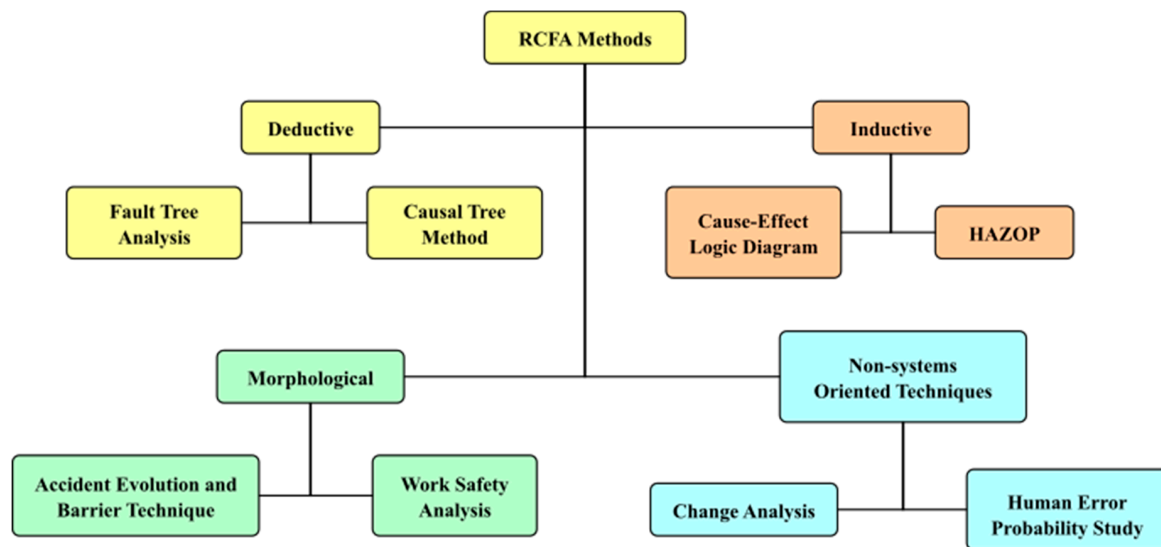 RCFA Methods
Deductive
Inductive
Fault Tree
Analysis
Causal Tree
Method
Cause-Effect
Logic Diagram
HAZOP
Morphological
Non-systems
Oriented Techniques
Accident Evolution and
Barrier Technique
Work Safety
Analysis
Change Analysis
Human Error
Probability Study